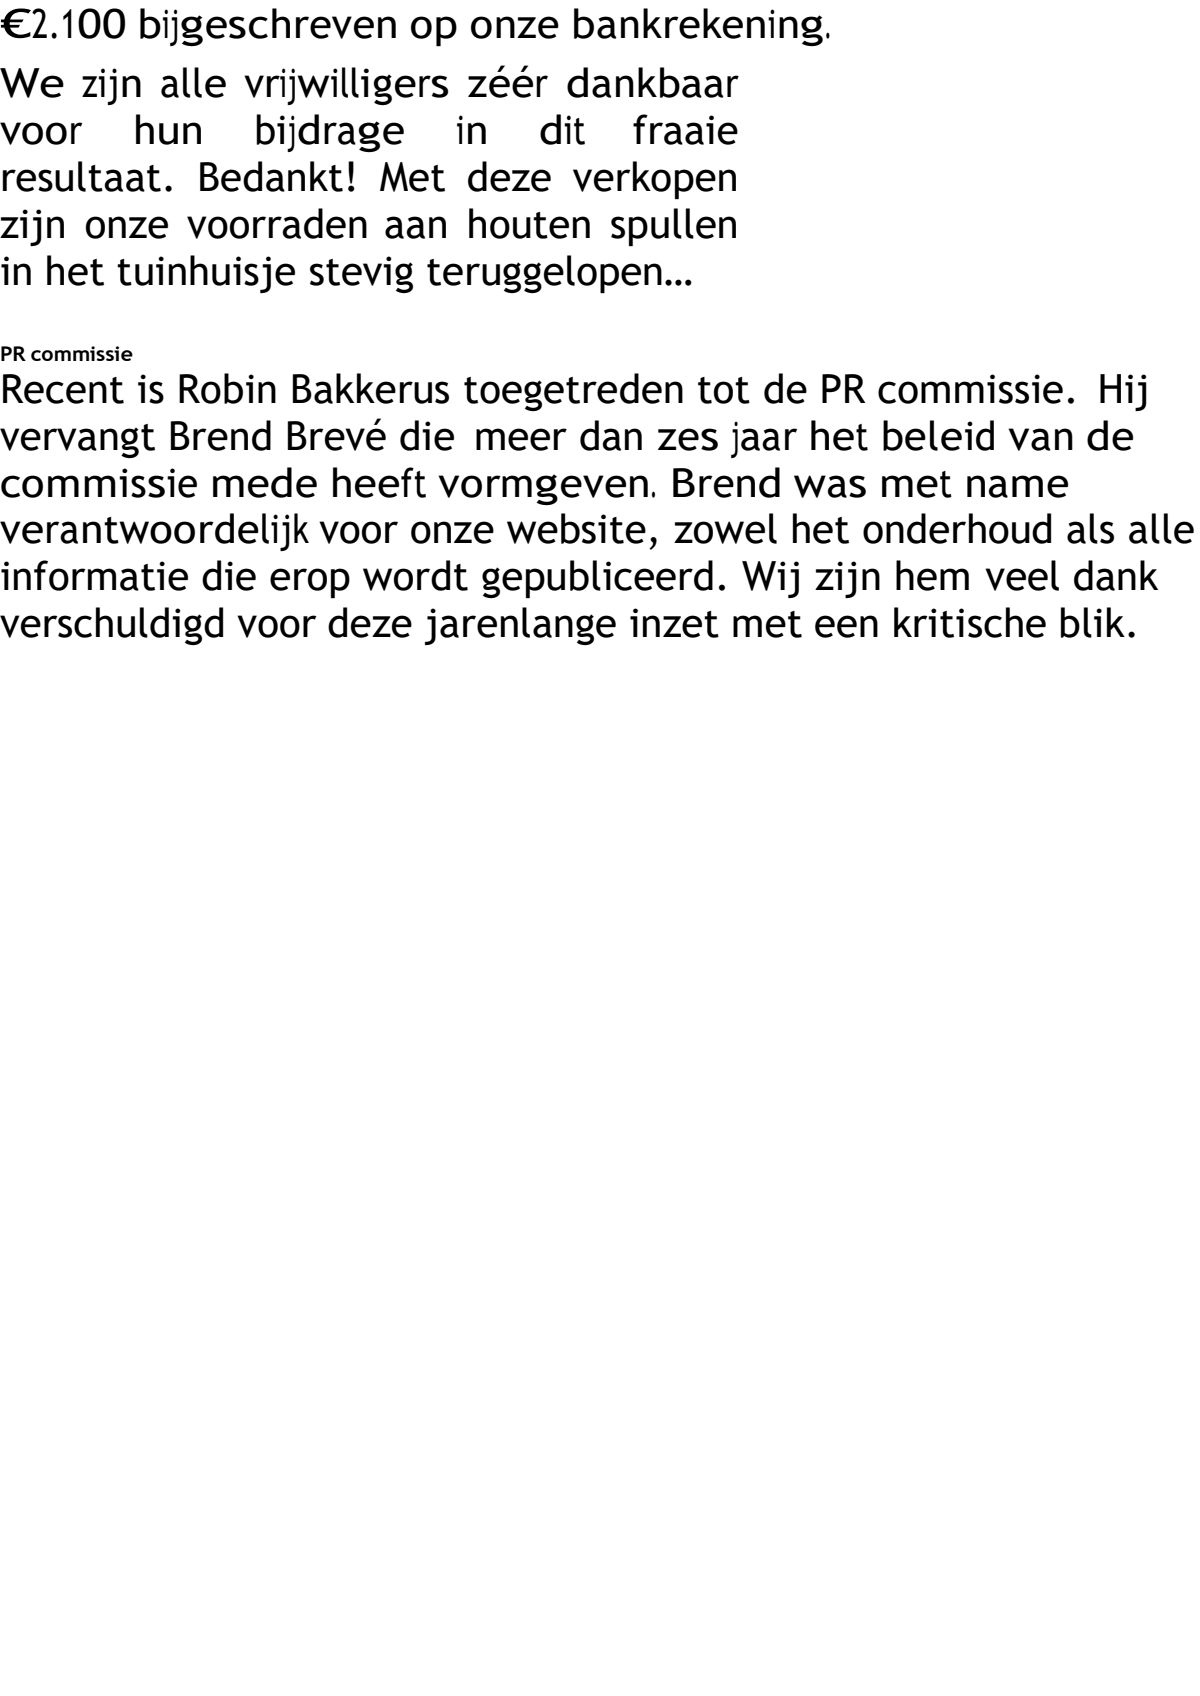 €2.100 bijgeschreven op onze bankrekening.
We zijn alle vrijwilligers zéér dankbaar
voor hun bijdrage in dit fraaie
resultaat. Bedankt! Met deze verkopen
zijn onze voorraden aan houten spullen
in het tuinhuisje stevig teruggelopen…
PR commissie
Recent is Robin Bakkerus toegetreden tot de PR commissie. Hij
vervangt Brend Brevé die meer dan zes jaar het beleid van de
commissie mede heeft vormgeven. Brend was met name
verantwoordelijk voor onze website, zowel het onderhoud als alle
informatie die erop wordt gepubliceerd. Wij zijn hem veel dank
verschuldigd voor deze jarenlange inzet met een kritische blik.